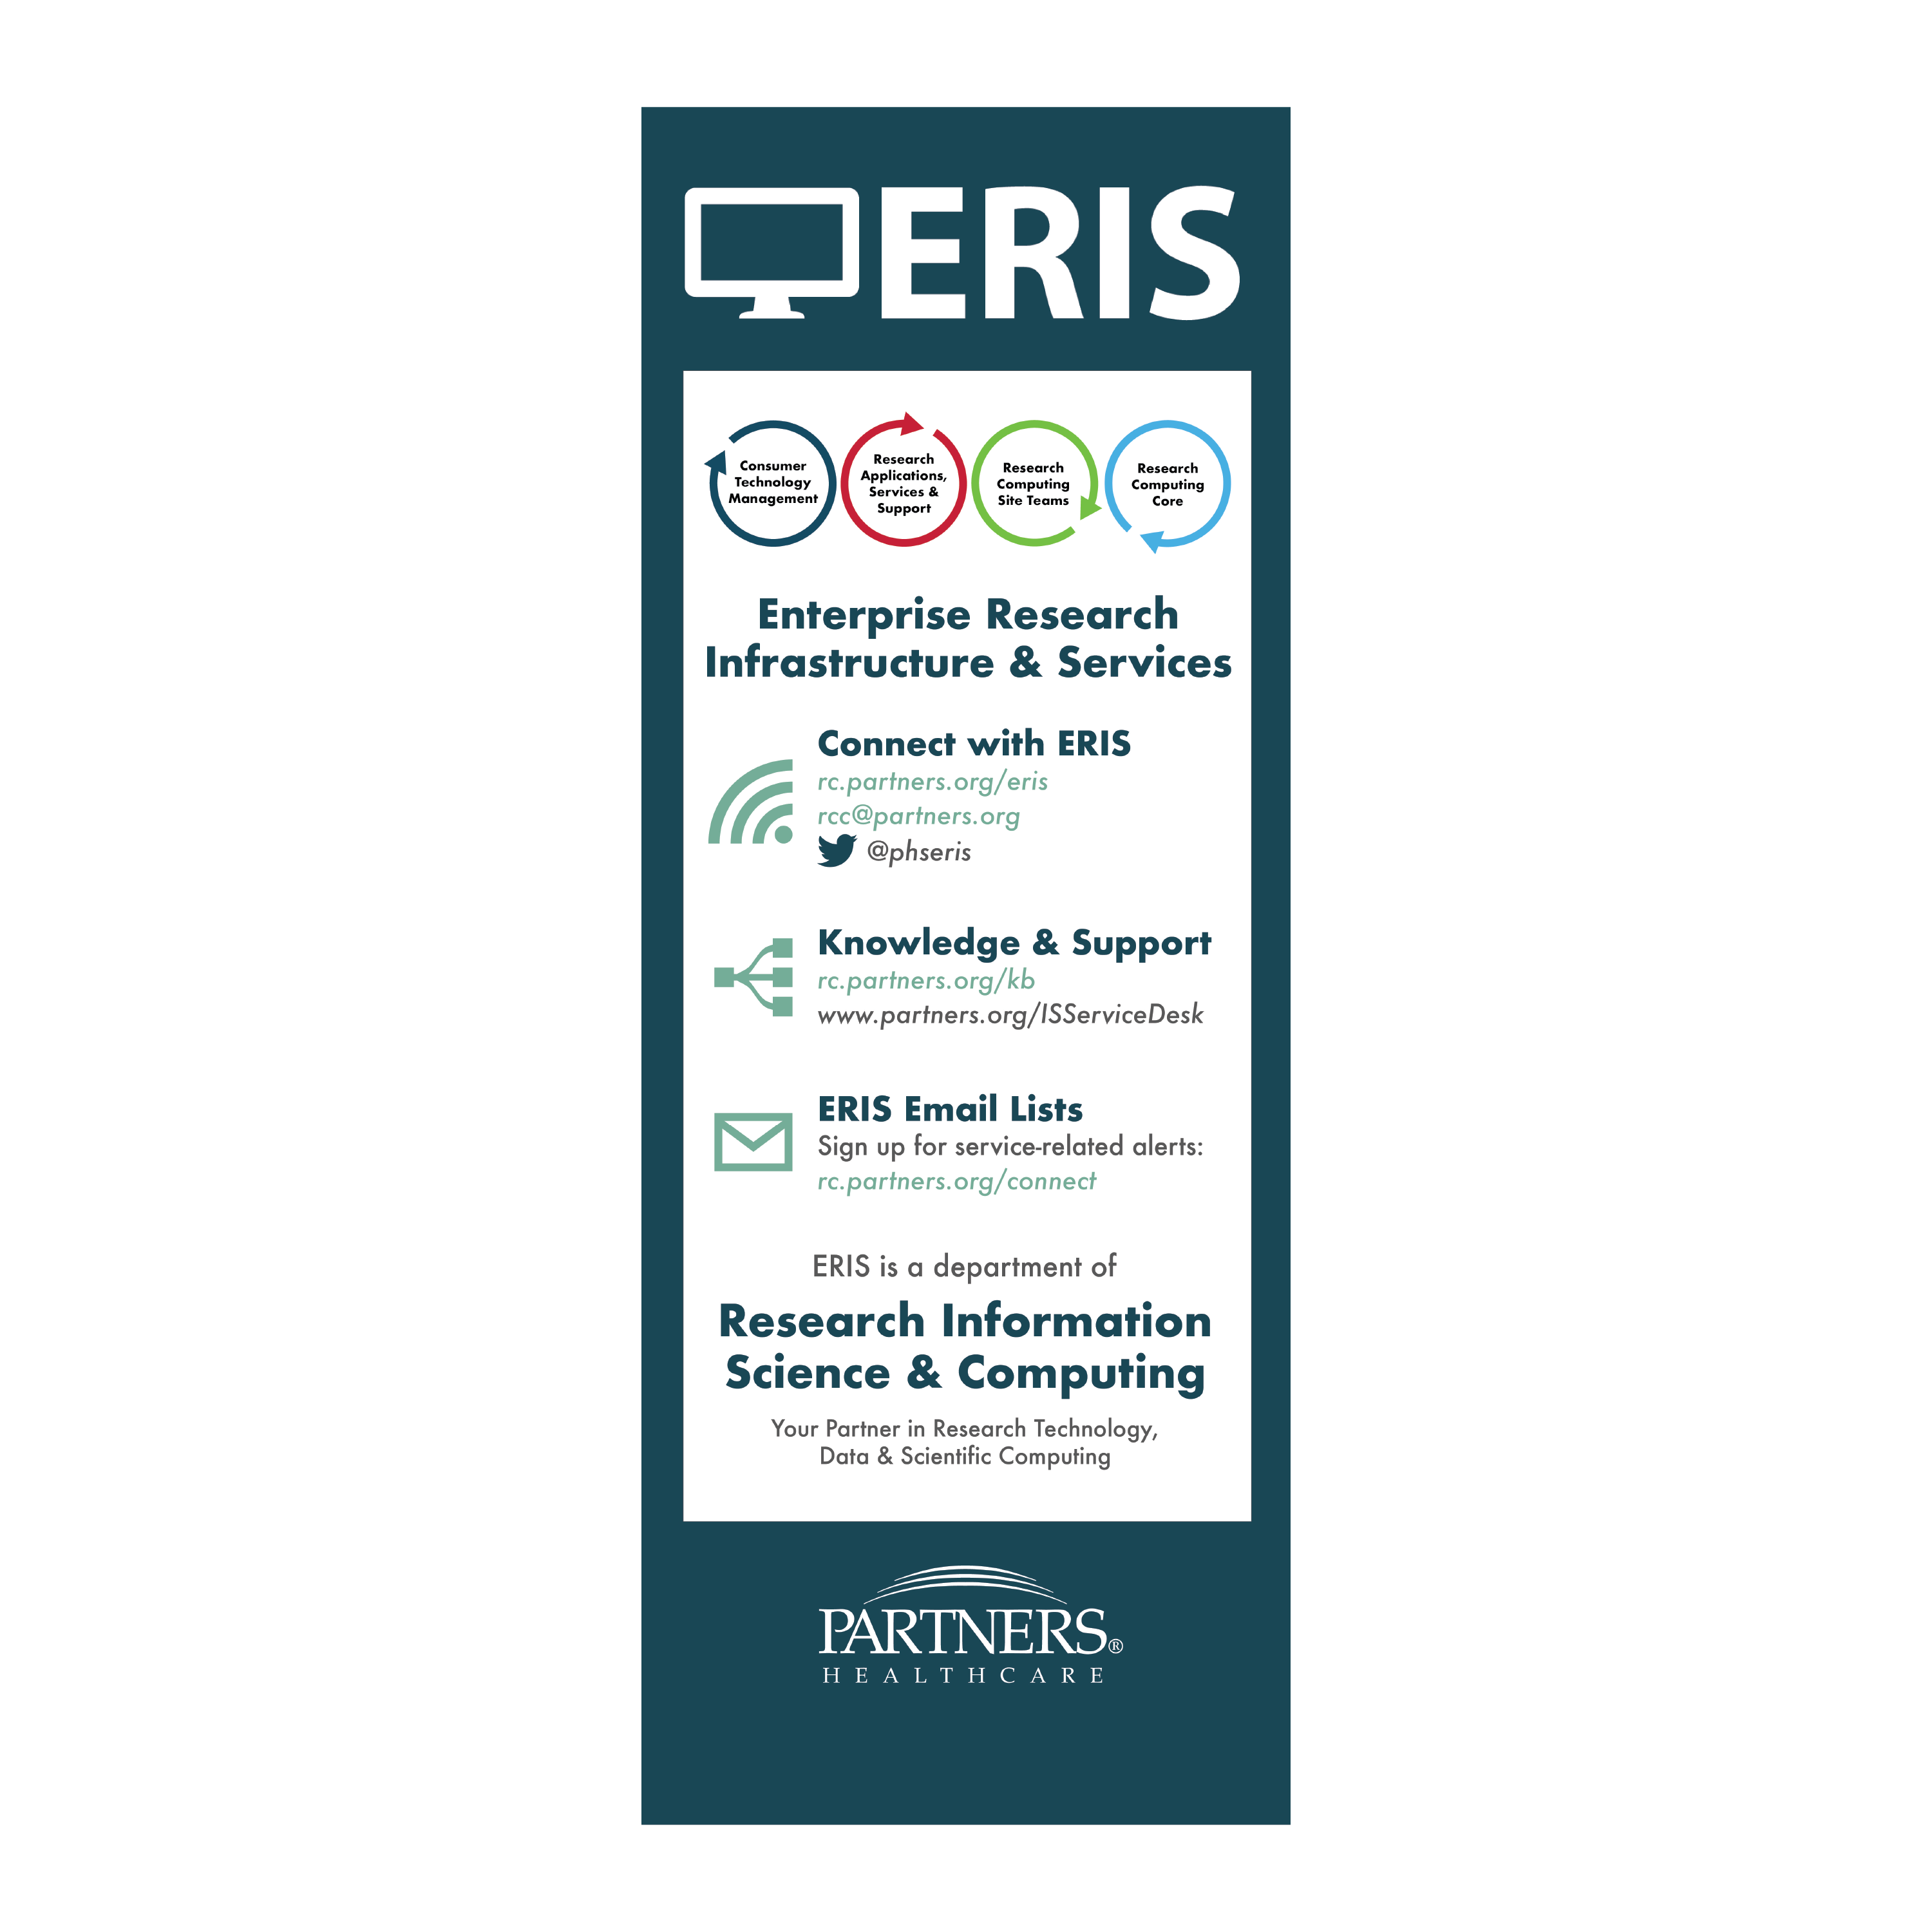 ERIS
Consumer
Technology
Management
Research
Applications,
Services &
Support
Research
Computing
Site Teams
Research
Computing
Core
Enterprise Research
Infrastructure & Services
Connect with ERIS
rc.partners.org/eris
rcc@partners.org
@phseris
Knowledge & Support
rc.partners.org/kb
www.partners.org/ISServiceDesk
ERIS Email Lists
Sign up for service-related alerts:
rc.partners.org/connect
ERIS is a department of
Research Information
Science & Computing
Your Partner in Research Technology,
Data & Scientific Computing
PARTNERS®
HEALTHCARE